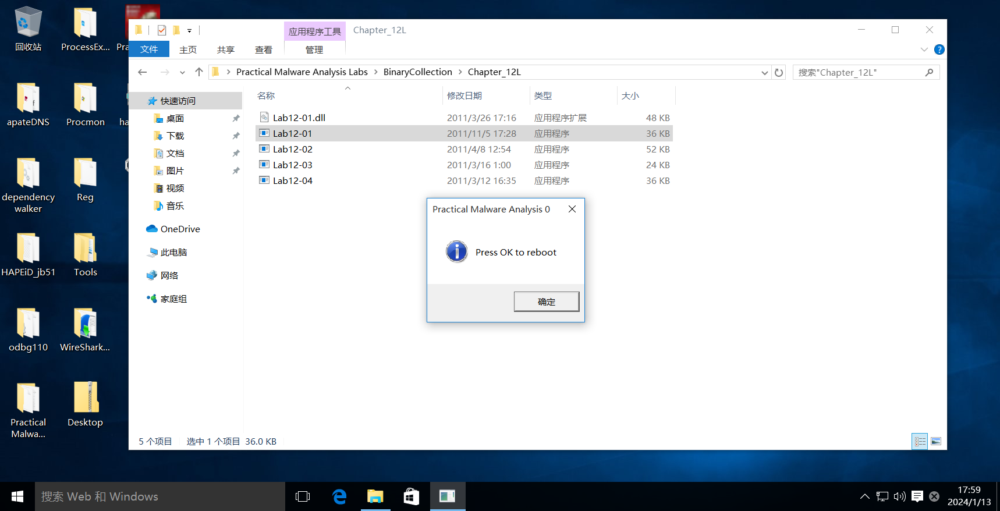 回收站
ProcessEx...
Pra
apateDNS
Procmon
ha
dependency
walker
Reg
HAPEiD_jb51
Tools
odbg110
WireShark...
Practical
Malwa...
Desktop
应用程序工具
Chapter_12L
文件
主页
共享
查看
管理
Practical Malware Analysis Labs
BinaryCollection
Chapter_12L
搜索"Chapter_12L"
快速访问
桌面
下载
文档
图片
视频
音乐
OneDrive
此电脑
网络
家庭组
名称 修改日期 类型 大小
Lab12-01.dll 2011/3/26 17:16 应用程序扩展 48 KB
Lab12-01 2011/11/5 17:28 应用程序 36 KB
Lab12-02 2011/4/8 12:54 应用程序 52 KB
Lab12-03 2011/3/16 1:00 应用程序 24 KB
Lab12-04 2011/3/12 16:35 应用程序 36 KB
Practical Malware Analysis 0
Press OK to reboot
确定
5 个项目 选中 1 个项目 36.0 KB
搜索 Web 和 Windows
17:59
2024/1/13